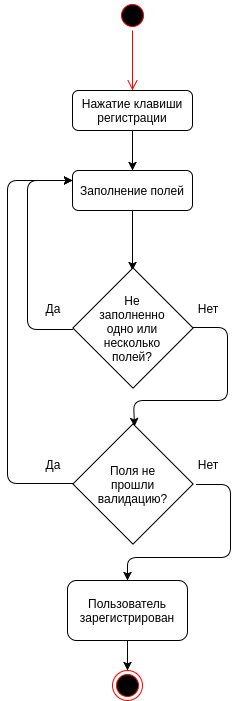 Нажатие клавиши
регистрации
Заполнение полей
Не
заполненно
одно или
несколько
полей?
Да
Нет
Поля не
прошли
валидацию?
Да
Нет
Пользователь
зарегистрирован